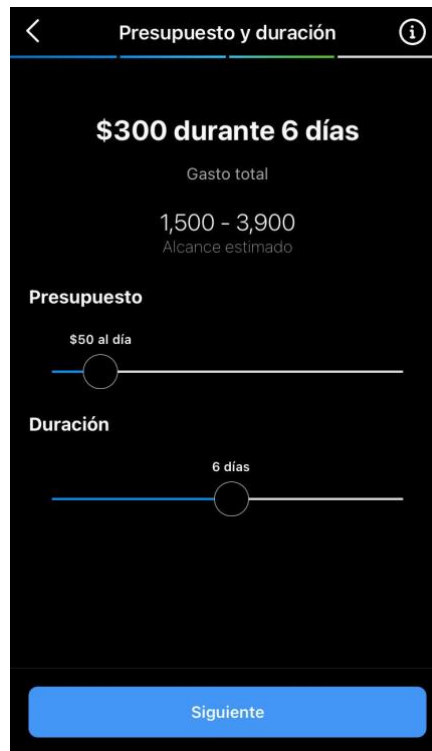 Presupuesto y duración
$300 durante 6 días
Gasto total
1,500 - 3,900
Alcance estimado
Presupuesto
$50 al día
Duración
6 días
Siguiente